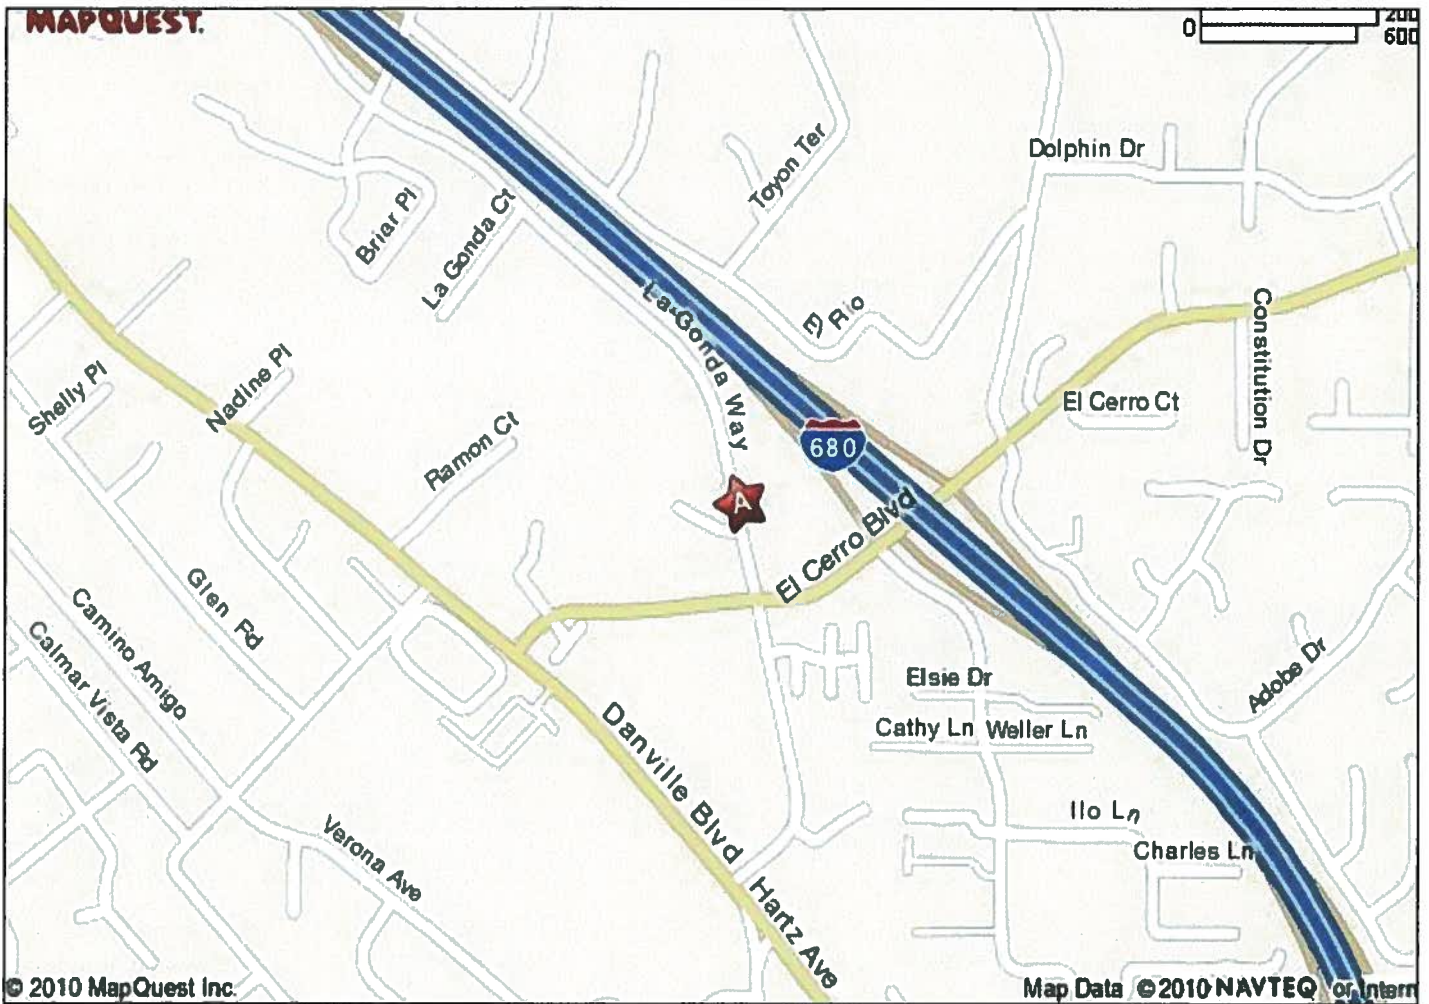 MAPQUEST.
0
200
600
Dolphin Dr
Toyon Ter
Briar Pl
La Gonda Ct
La Gonda Way
El Rio
Constitution Dr
Shelly Pl
Nadine Pl
Ramon Ct
El Cerro Ct
680
A
El Cerro Blvd
Glen Rd
Camino Amigo
Calmar Vista Rd
Elsie Dr
Adobe Dr
Cathy Ln
Weller Ln
Danville Blvd
Ilo Ln
Charles Ln
Verona Ave
Hartz Ave
© 2010 MapQuest Inc.
Map Data © 2010 NAVTEQ or Intern